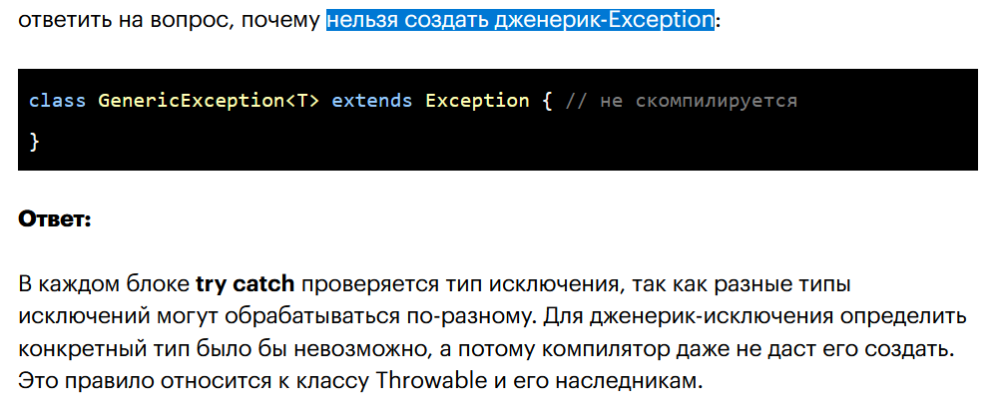 ответить на вопрос, почему нельзя создать дженерик-Exception:
class GenericException<T> extends Exception { // не скомпилируется
}
Ответ:
В каждом блоке try catch проверяется тип исключения, так как разные типы
исключений могут обрабатываться по-разному. Для дженерик-исключения определить
конкретный тип было бы невозможно, а потому компилятор даже не даст его создать.
Это правило относится к классу Throwable и его наследникам.